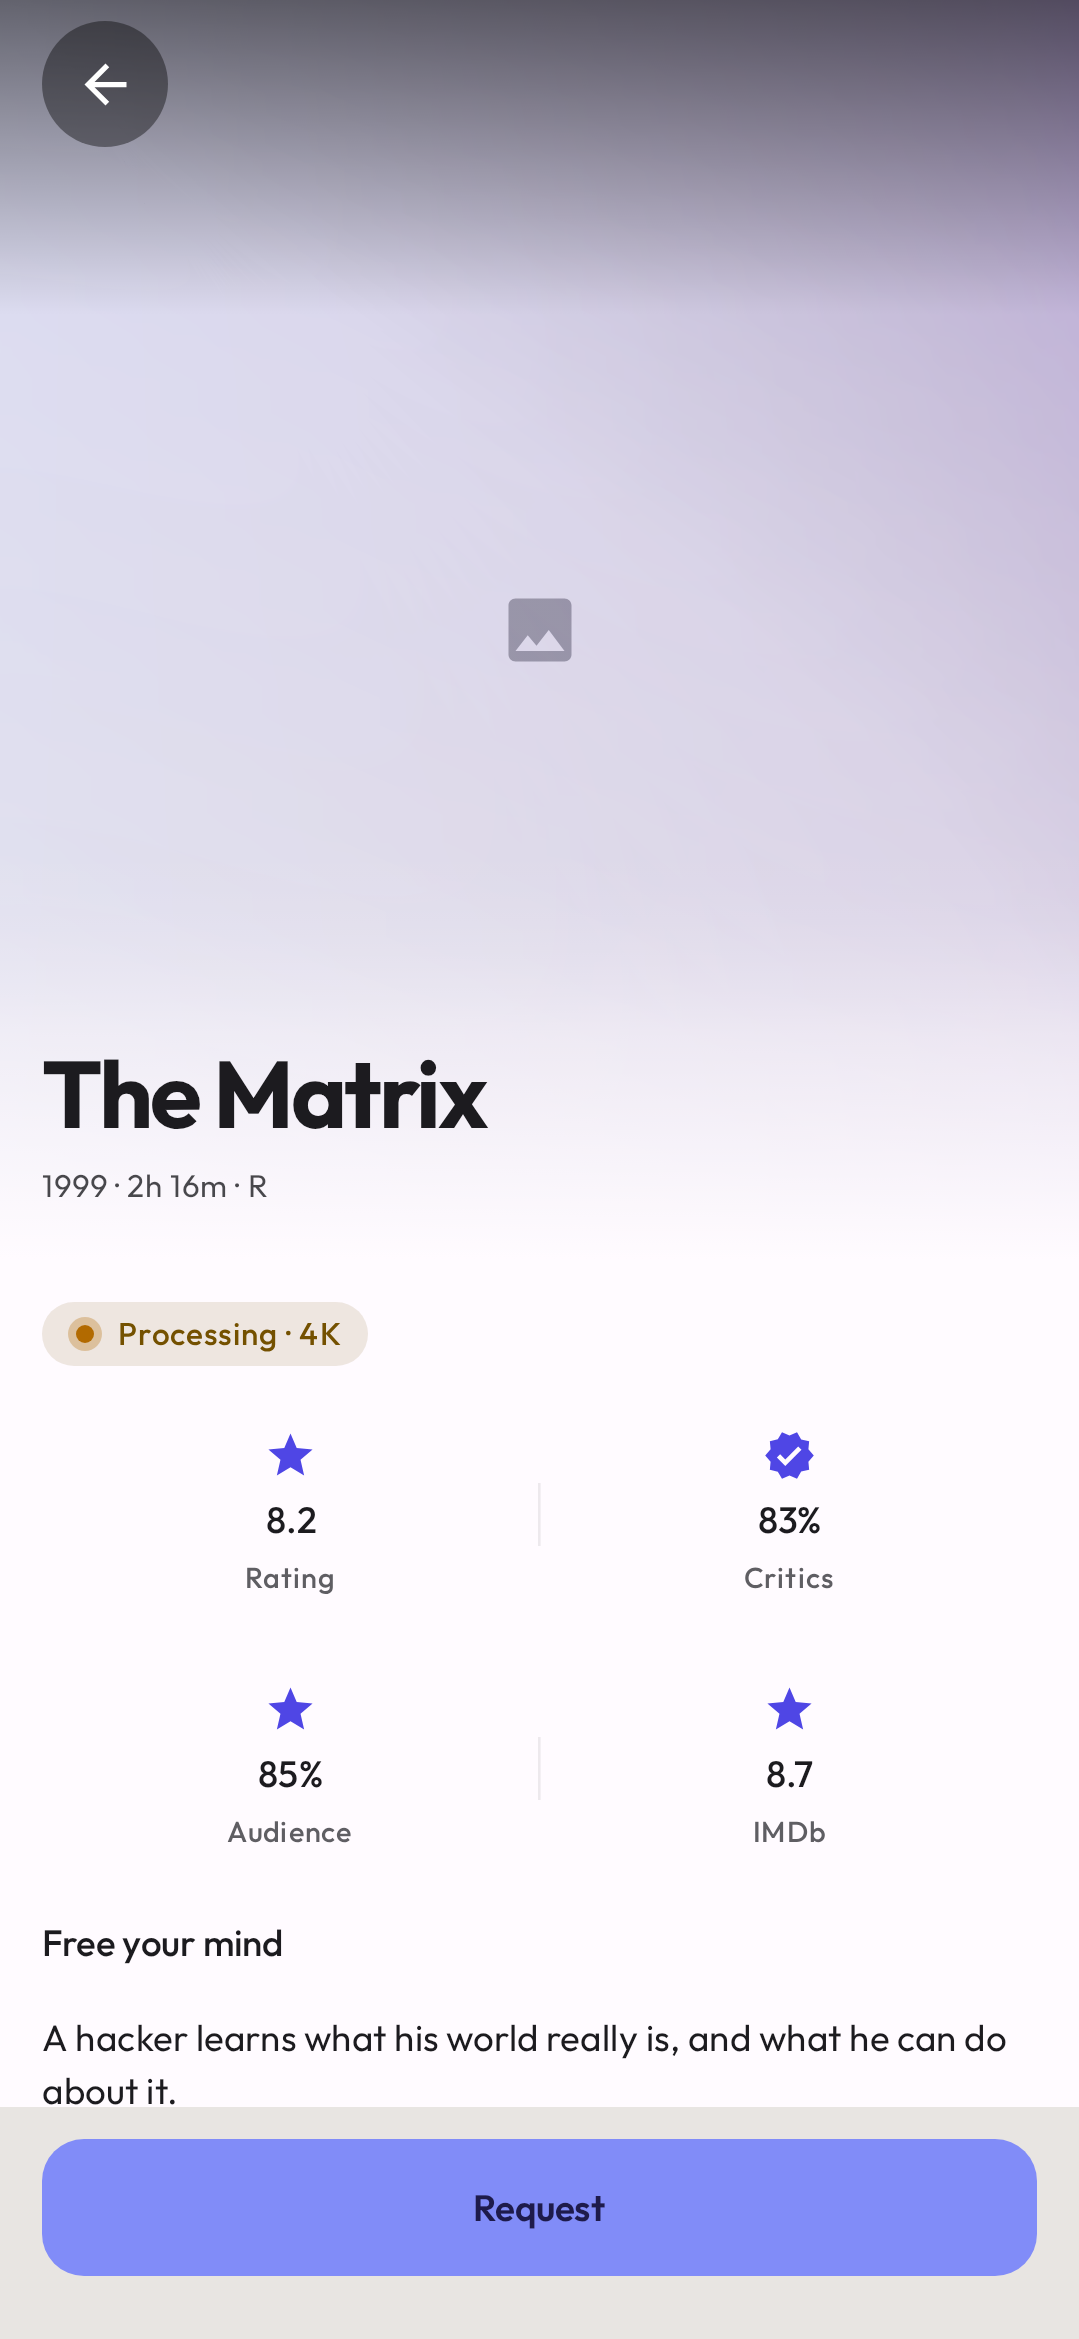 The Matrix
1999 · 2h 16m · R
Processing · 4K
8.2
Rating
83%
Critics
85%
Audience
8.7
IMDb
Free your mind
A hacker learns what his world really is, and what he can do
about it.
Request